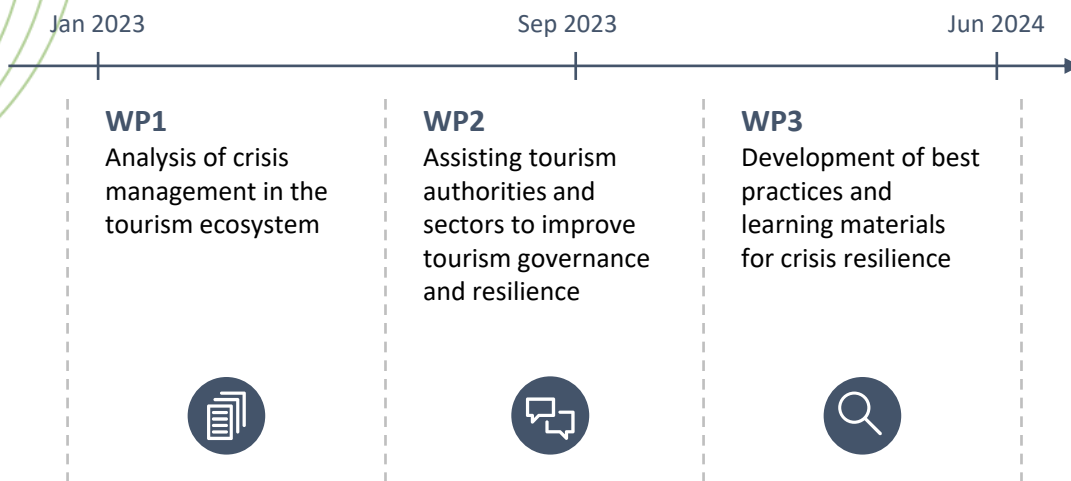 Jan 2023
Sep 2023
Jun 2024
WP1
Analysis of crisis
management in the
tourism ecosystem
WP2
Assisting tourism
authorities and
sectors to improve
tourism governance
and resilience
WP3
Development of best
practices and
learning materials
for crisis resilience